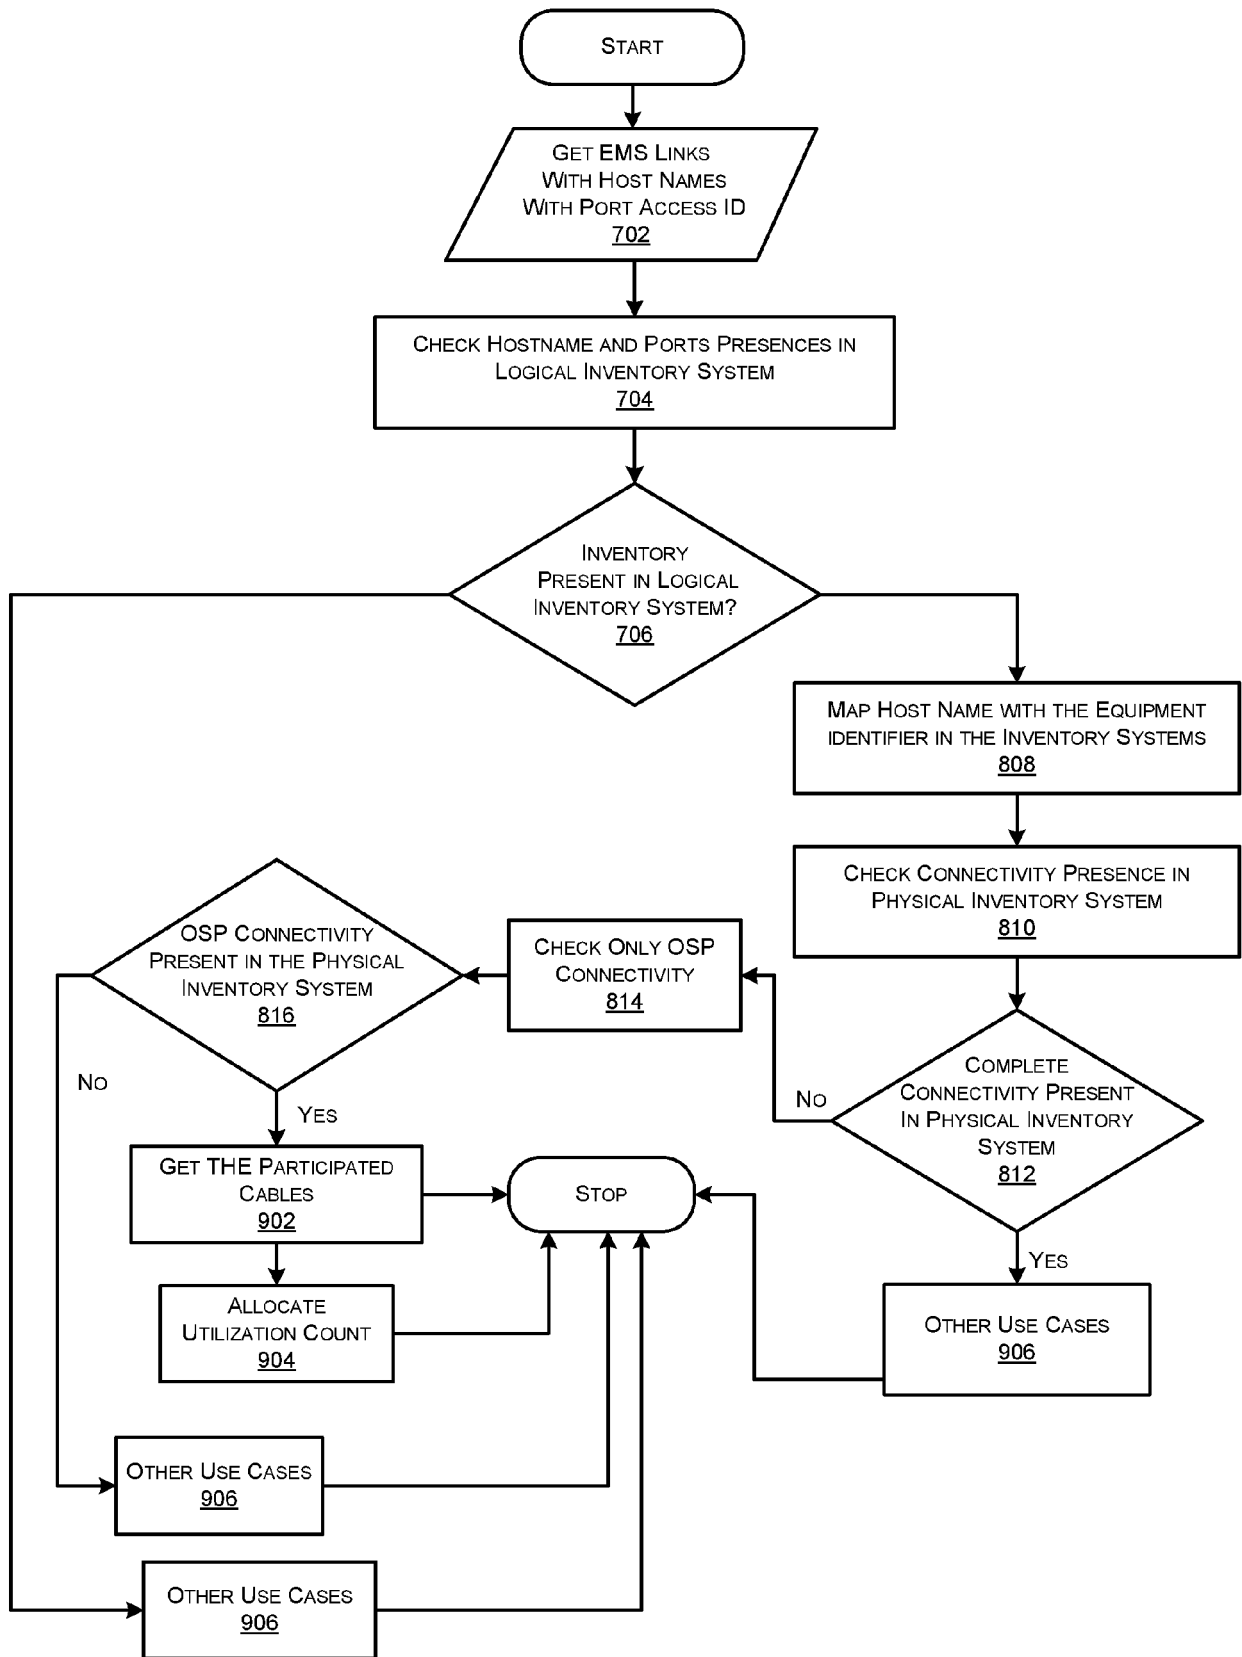 START
GET EMS LINKS
WITH HOST NAMES
WITH PORT ACCESS ID
702
CHECK HOSTNAME AND PORTS PRESENCES IN
LOGICAL INVENTORY SYSTEM
704
INVENTORY
PRESENT IN LOGICAL
INVENTORY SYSTEM?
706
MAP HOST NAME WITH THE EQUIPMENT
IDENTIFIER IN THE INVENTORY SYSTEMS
808
CHECK CONNECTIVITY PRESENCE IN
PHYSICAL INVENTORY SYSTEM
810
COMPLETE
CONNECTIVITY PRESENT
IN PHYSICAL INVENTORY
SYSTEM
812
NO
YES
CHECK ONLY OSP
CONNECTIVITY
814
OSP CONNECTIVITY
PRESENT IN THE PHYSICAL
INVENTORY SYSTEM
816
NO
YES
GET THE PARTICIPATED
CABLES
902
STOP
ALLOCATE
UTILIZATION COUNT
904
OTHER USE CASES
906
OTHER USE CASES
906
OTHER USE CASES
906